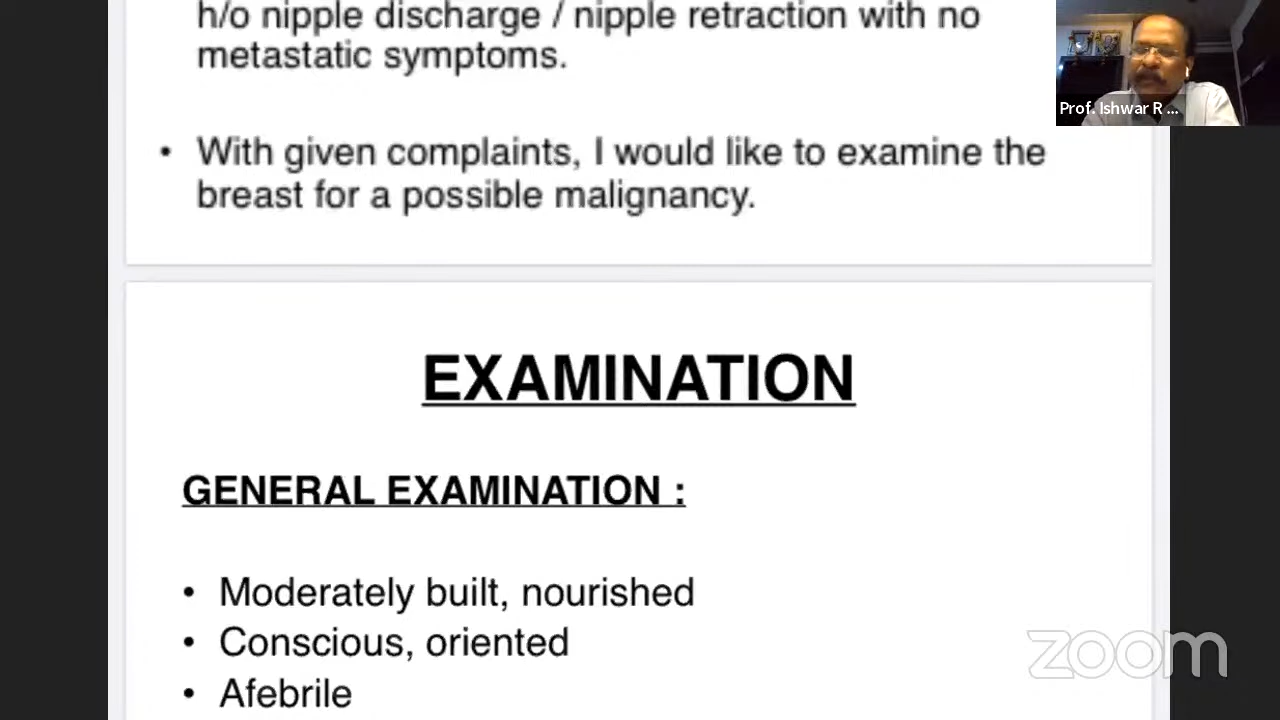 h/o nipple discharge / nipple retraction with no
metastatic symptoms.
Prof. Ishwar R ...
• With given complaints, I would like to examine the
breast for a possible malignancy.
EXAMINATION
GENERAL EXAMINATION :
• Moderately built, nourished
• Conscious, oriented
• Afebrile
zoom